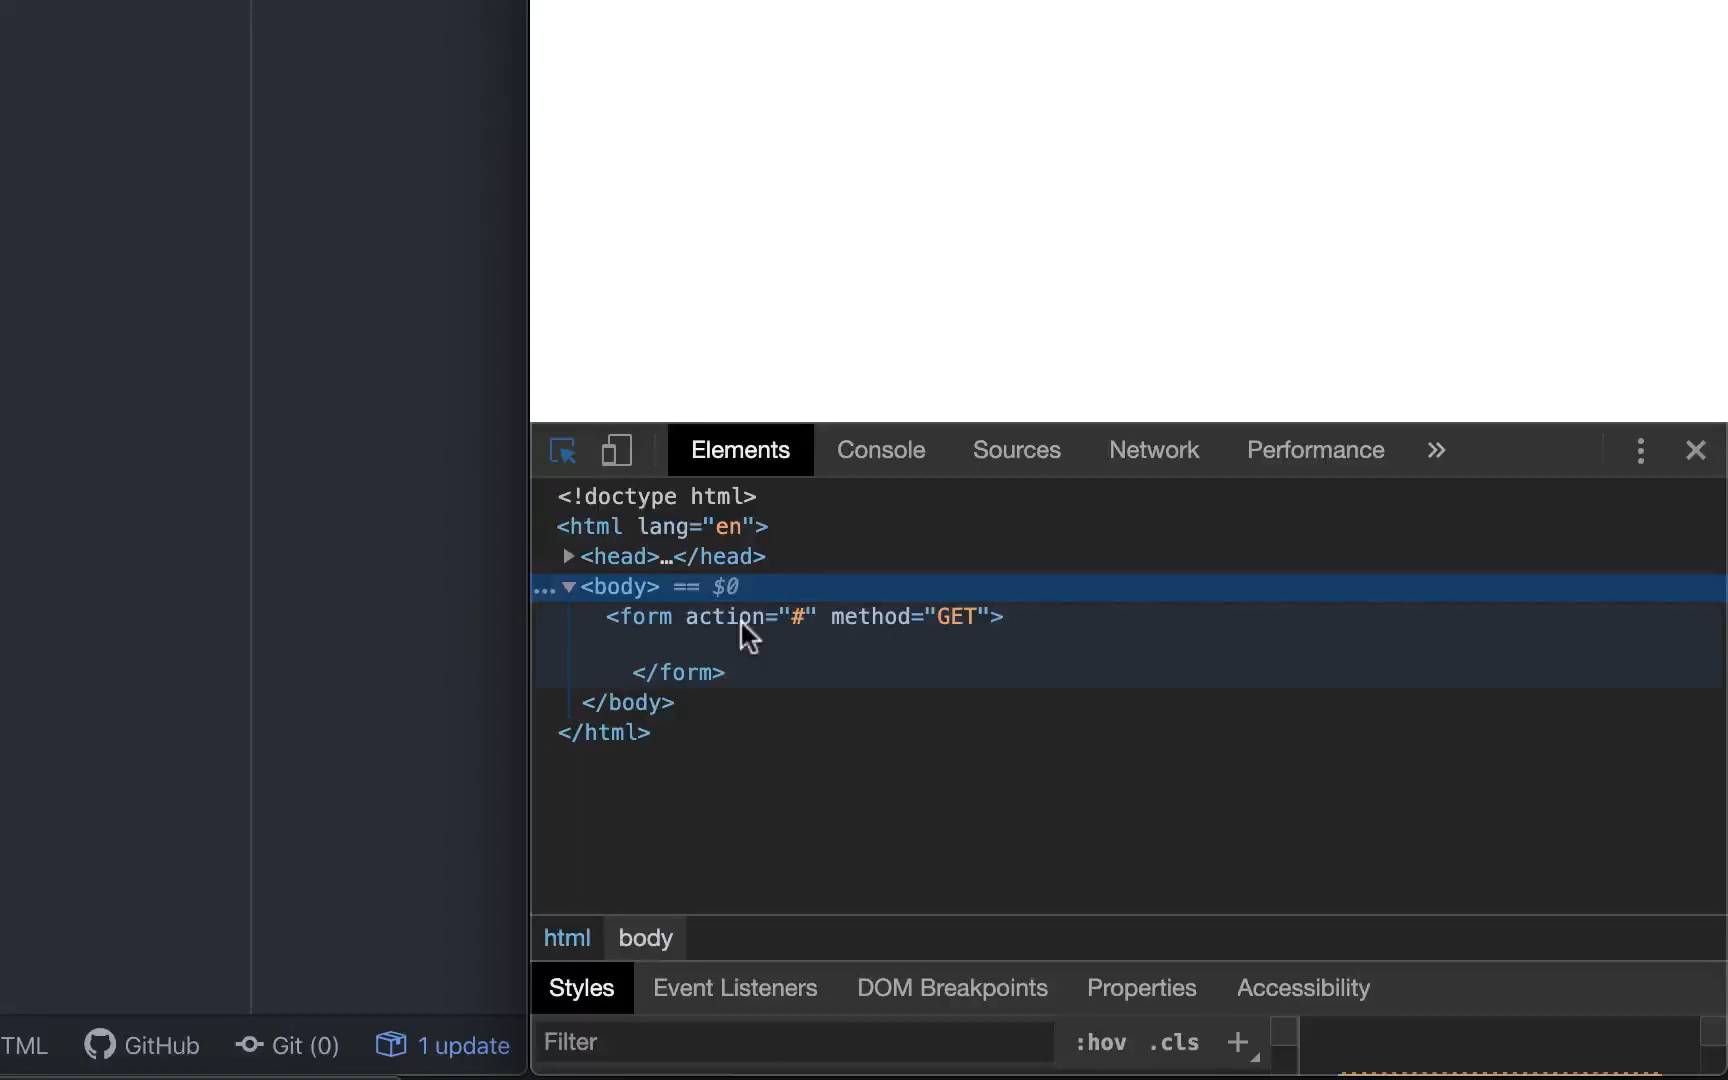 Elements Console Sources Network Performance »
<!doctype html>
<html lang="en">
<head>…</head>
… <body> == $0
<form action="#" method="GET">
</form>
</body>
</html>
html body
Styles Event Listeners DOM Breakpoints Properties Accessibility
Filter :hov .cls +
TML GitHub Git (0) 1 update